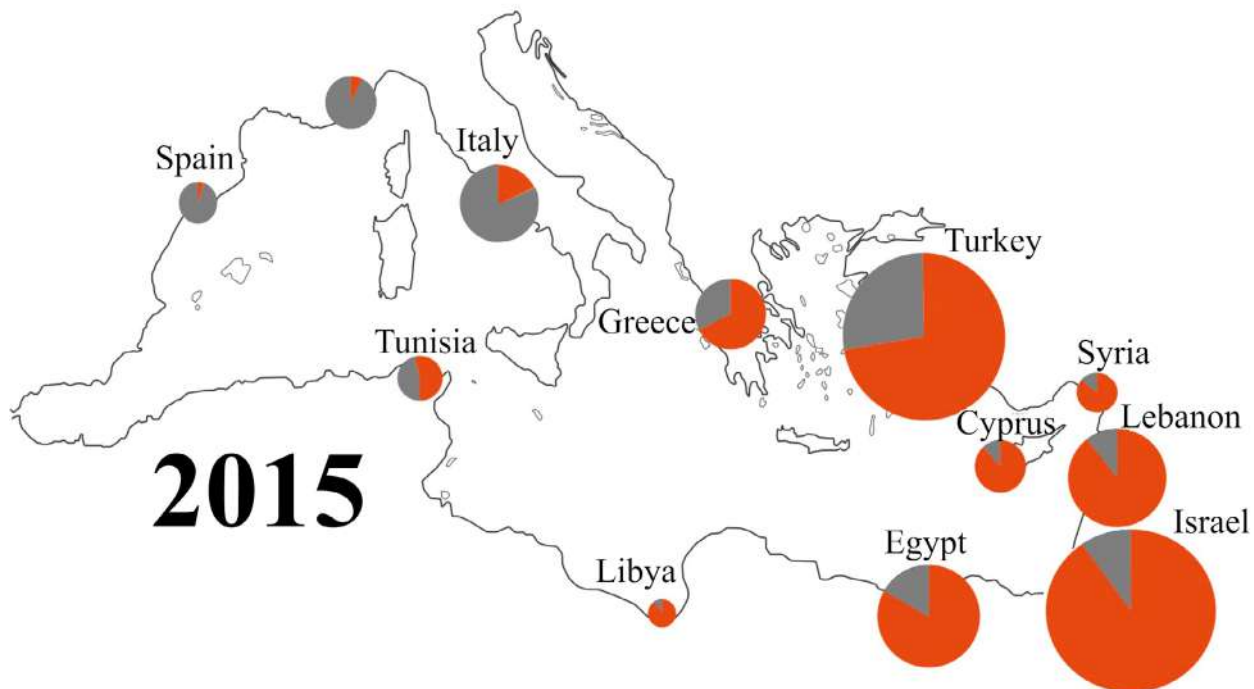 Italy
Spain
Turkey
Greece
Tunisia
Syria
Cyprus
Lebanon
2015
Israel
Egypt
Libya